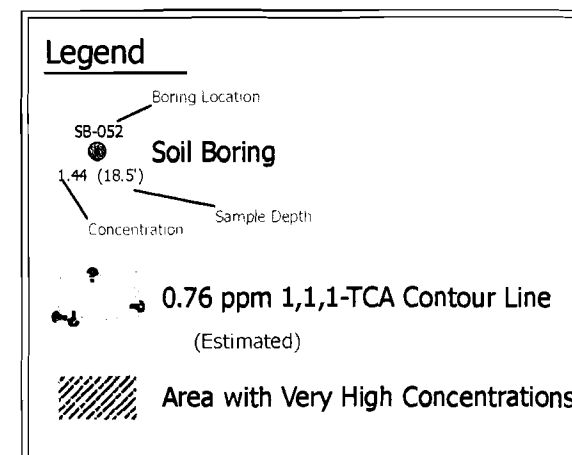 Legend
Boring Location
SB-052
Soil Boring
1.44 (18.5')
Sample Depth
Concentration
0.76 ppm 1,1,1-TCA Contour Line
(Estimated)
Area with Very High Concentrations